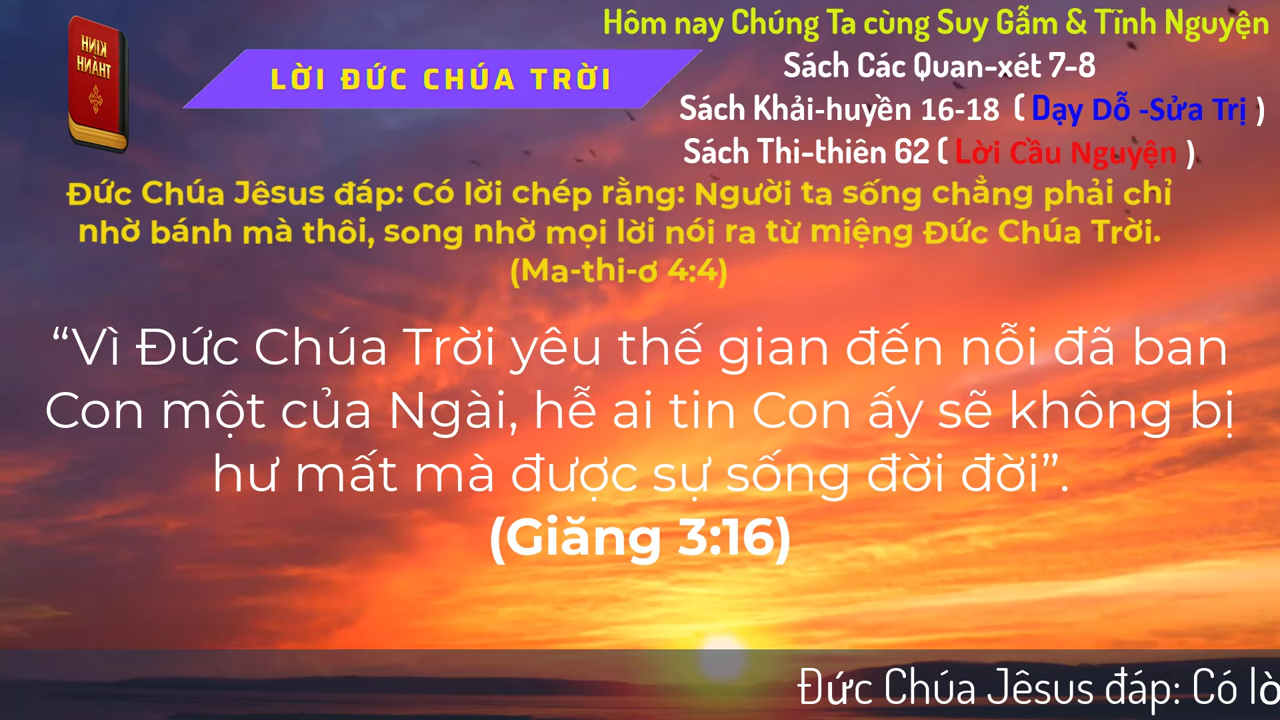 Hôm nay Chúng Ta cùng Suy Gẫm & Tĩnh Nguyện
Sách Các Quan-xét 7-8
Sách Khải-huyền 16-18 ( Dạy Dỗ -Sửa Trị )
Sách Thi-thiên 62 ( Lời Cầu Nguyện )
KINH
THÁNH
LỜI ĐỨC CHÚA TRỜI
Đức Chúa Jêsus đáp: Có lời chép rằng: Người ta sống chẳng phải chỉ
nhờ bánh mà thôi, song nhờ mọi lời nói ra từ miệng Đức Chúa Trời.
(Ma-thi-ơ 4:4)
“Vì Đức Chúa Trời yêu thế gian đến nỗi đã ban
Con một của Ngài, hễ ai tin Con ấy sẽ không bị
hư mất mà được sự sống đời đời”.
(Giăng 3:16)
Đức Chúa Jêsus đáp: Có lờ